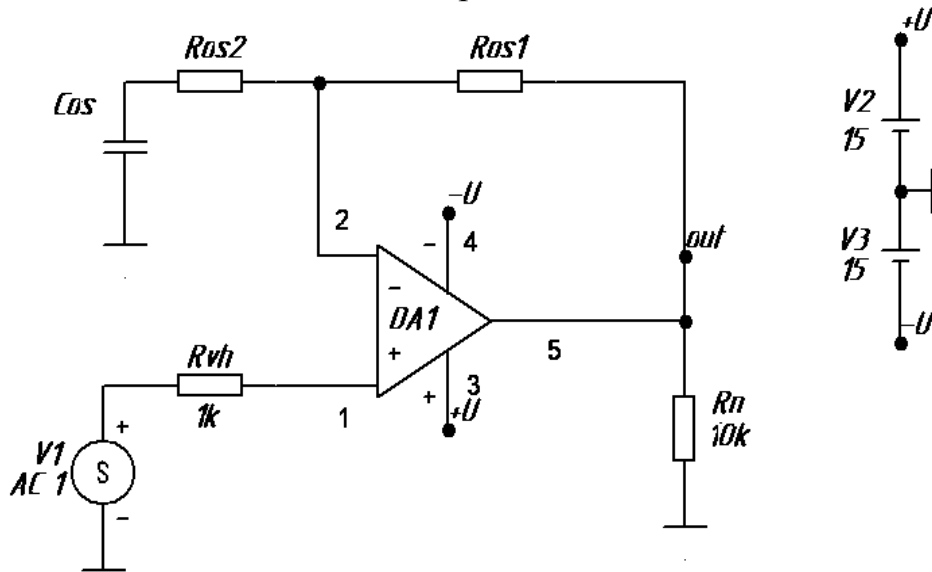 Ros2
Ros1
+U
Cos
V2
15
-U
2
- 4
out
V3
15
-
DA1
-U
Rvh
+
5
1k
1
+ 3
+U
Rn
10k
+
V1
AC 1
S
-